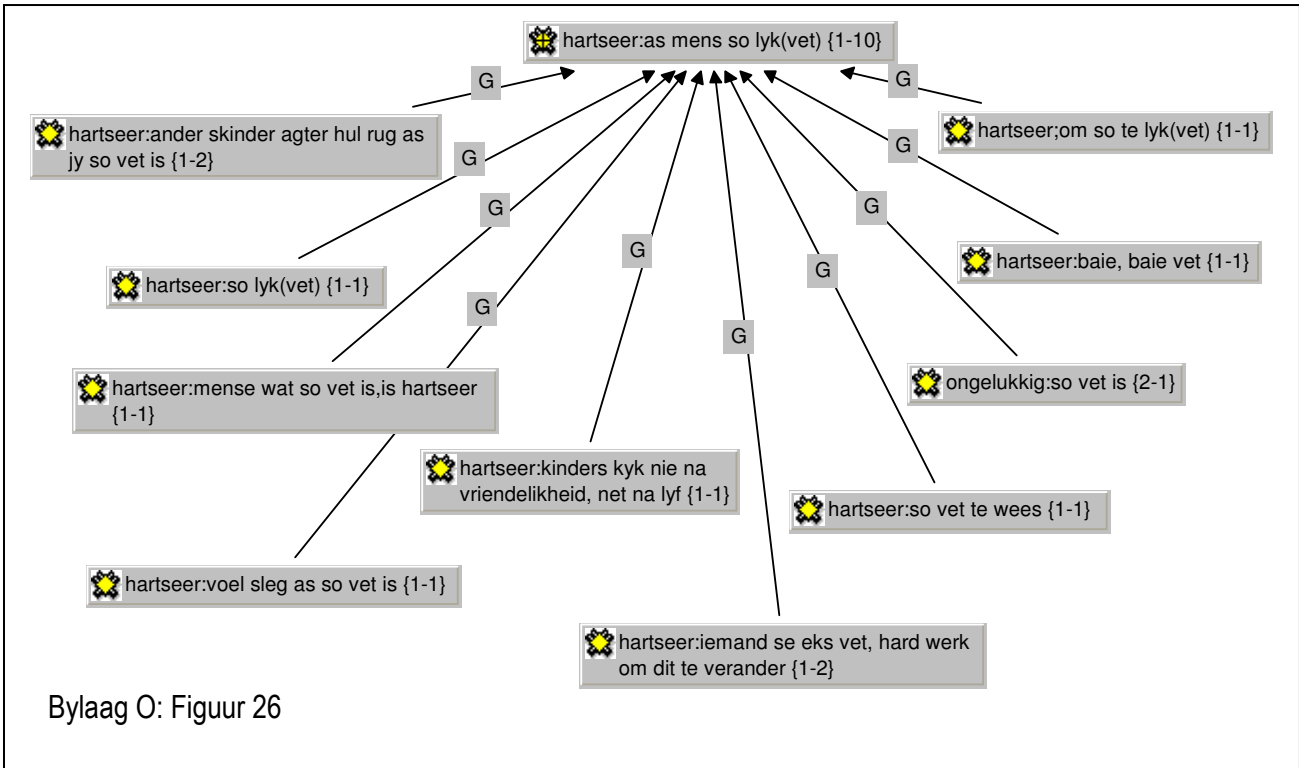 hartseer:as mens so lyk(vet) {1-10}
G
G
hartseer:ander skinder agter hul rug as
jy so vet is {1-2}
hartseer;om so te lyk(vet) {1-1}
G
G
G
G
hartseer:so lyk(vet) {1-1}
G
hartseer:baie, baie vet {1-1}
G
G
G
hartseer:mense wat so vet is,is hartseer
{1-1}
ongelukkig:so vet is {2-1}
hartseer:kinders kyk nie na
vriendelikheid, net na lyf {1-1}
hartseer:so vet te wees {1-1}
hartseer:voel sleg as so vet is {1-1}
hartseer:iemand se eks vet, hard werk
om dit te verander {1-2}
Bylaag O: Figuur 26